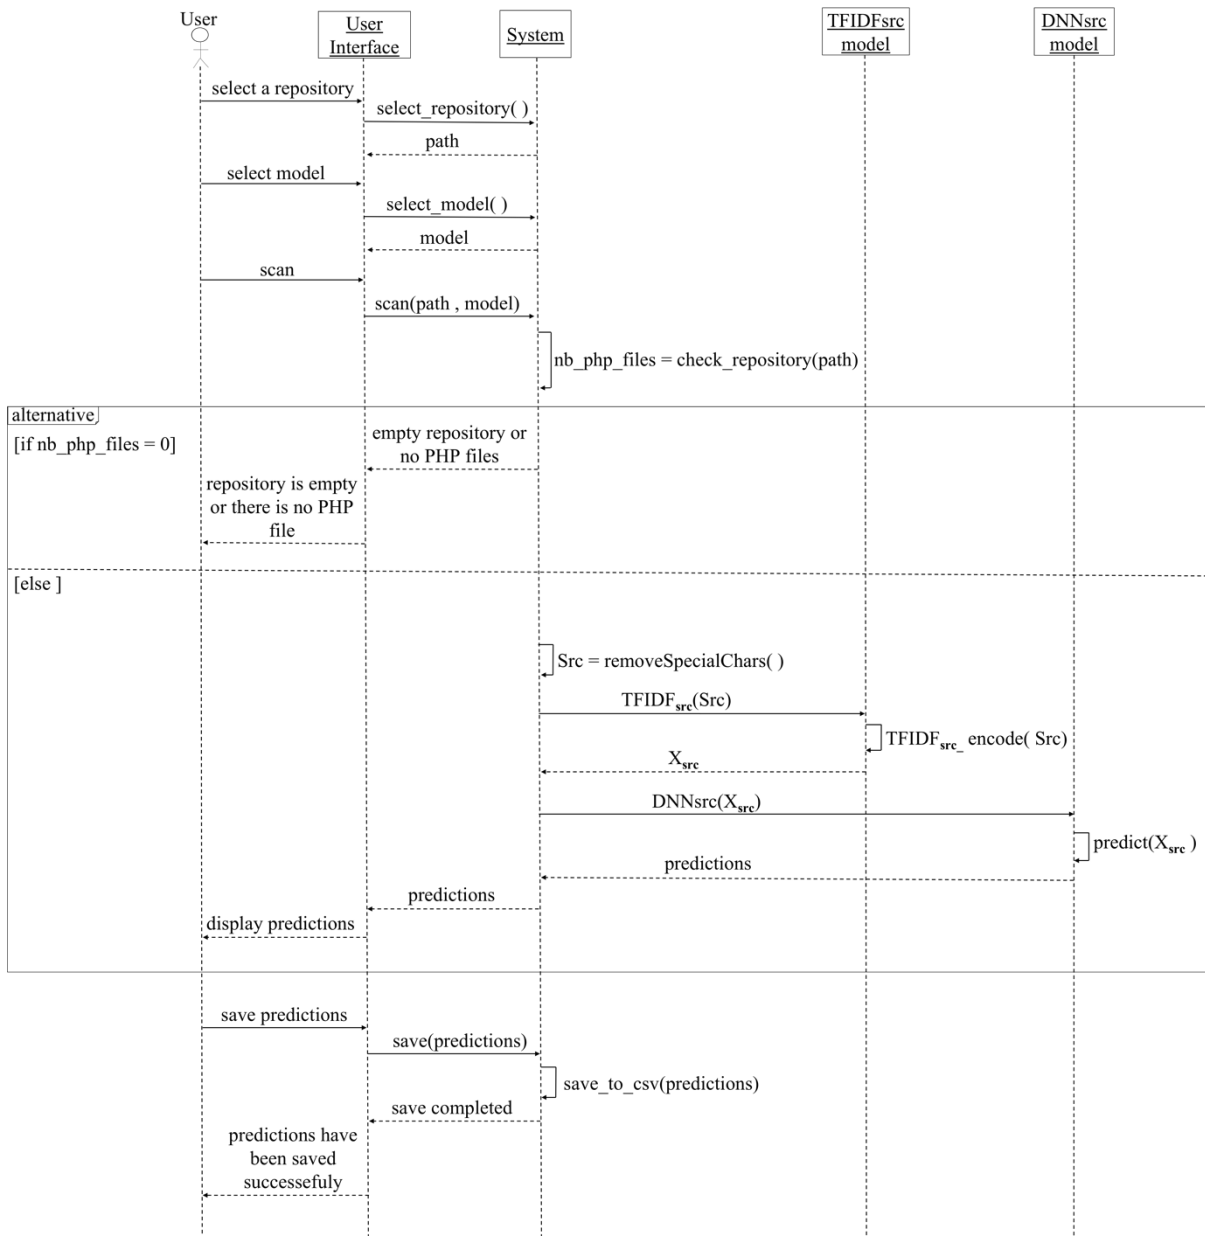 User
User
Interface
System
TFIDFsrc
model
DNNsrc
model
select a repository
select_repository( )
path
select model
select_model( )
model
scan
scan(path , model)
nb_php_files = check_repository(path)
alternative
[if nb_php_files = 0]
empty repository or
no PHP files
repository is empty
or there is no PHP
file
[else ]
Src = removeSpecialChars( )
TFIDFsrc(Src)
TFIDFsrc_ encode( Src)
Xsrc
DNNsrc(Xsrc)
predict(Xsrc )
predictions
predictions
display predictions
save predictions
save(predictions)
save_to_csv(predictions)
save completed
predictions have
been saved
successefuly